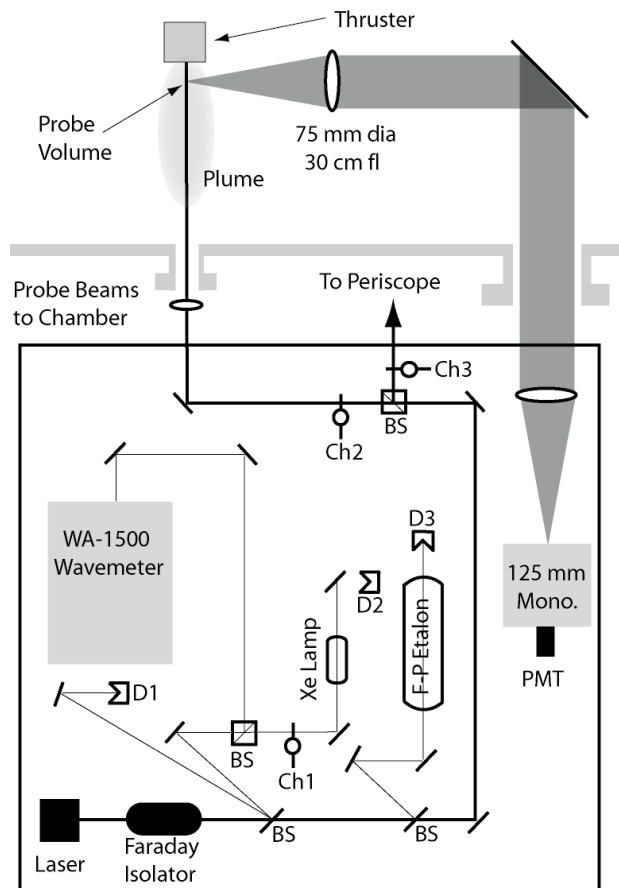 Thruster
Probe
Volume
75 mm dia
30 cm fl
Plume
Probe Beams
to Chamber
To Periscope
Ch3
BS
Ch2
WA-1500
Wavemeter
D3
D2
125 mm
Mono.
Xe Lamp
F-P Etalon
PMT
D1
BS
Ch1
BS
BS
Laser
Faraday
Isolator